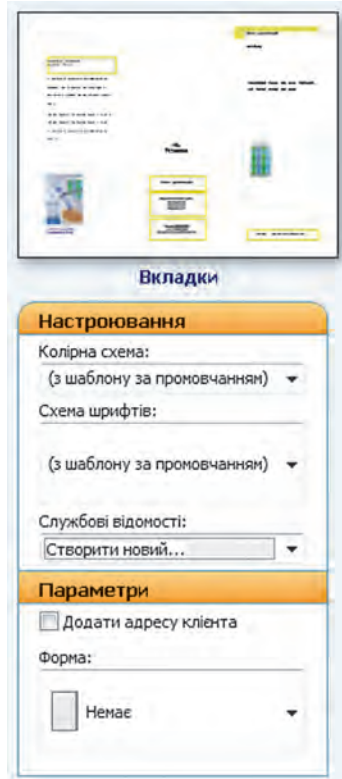 Вкладки
Настроювання
Колірна схема:
(з шаблону за промовчанням)
Схема шрифтів:
(з шаблону за промовчанням)
Службові відомості:
Створити новий...
Параметри
Додати адресу клієнта
Форма:
Немає